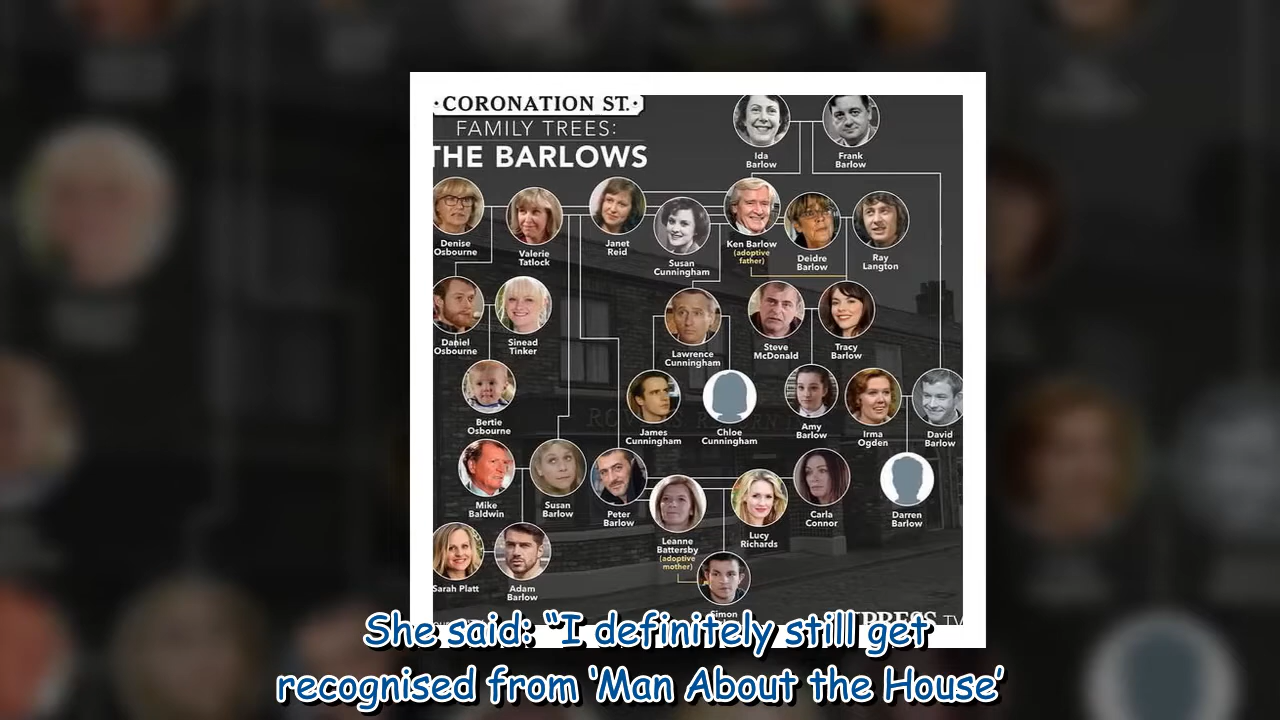 · CORONATION ST. ·
FAMILY TREES:
THE BARLOWS
Ida
Barlow
Frank
Barlow
Denise
Osbourne
Valerie
Tatlock
Janet
Reid
Susan
Cunningham
Ken Barlow
(adoptive
father)
Deidre
Barlow
Ray
Langton
Daniel
Osbourne
Sinead
Tinker
Lawrence
Cunningham
Steve
McDonald
Tracy
Barlow
Bertie
Osbourne
James
Cunningham
Chloe
Cunningham
Amy
Barlow
Irma
Ogden
David
Barlow
Mike
Baldwin
Susan
Barlow
Peter
Barlow
Leanne
Battersby
(adoptive
mother)
Lucy
Richards
Carla
Connor
Darren
Barlow
Sarah Platt
Adam
Barlow
Simon
TV
She said: “I definitely still get
recognised from ‘Man About the House’